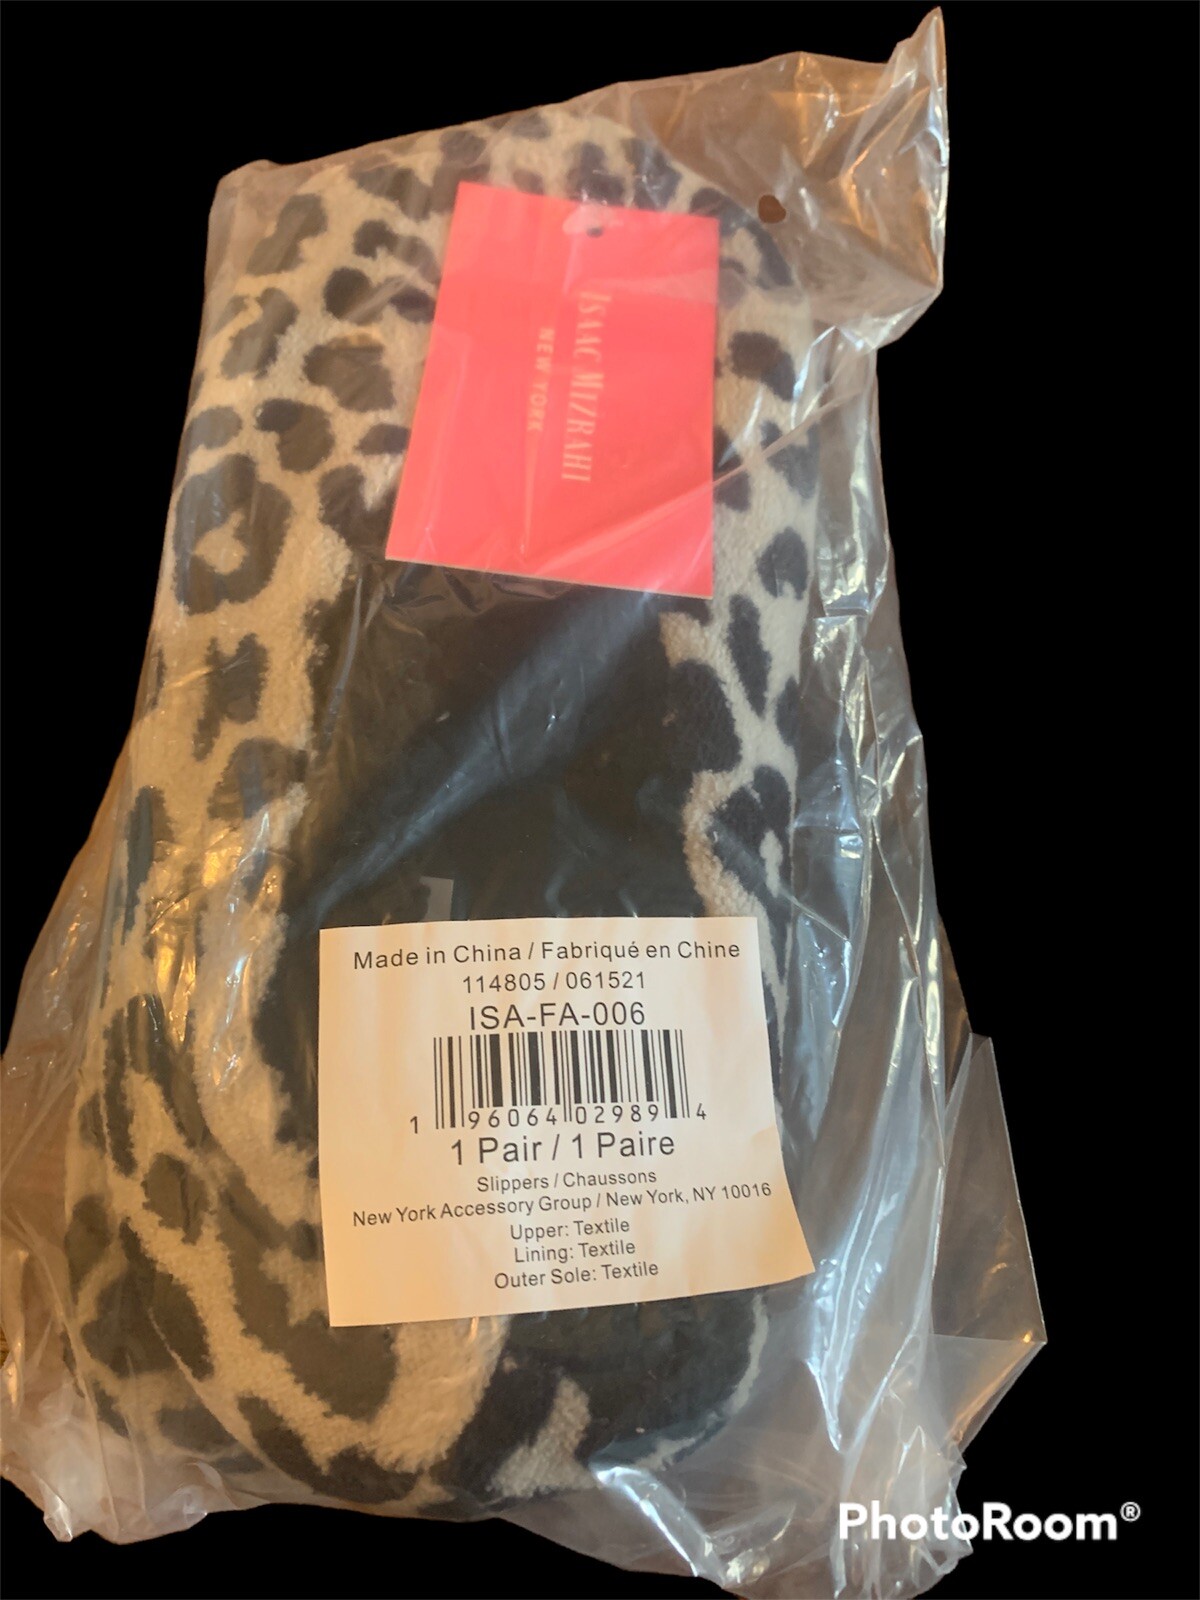 ISAAC MIZRAHI
NEW YORK
Made in China / Fabriqué en Chine
114805 / 061521
ISA-FA-006
1 96064 02989 4
1 Pair / 1 Paire
Slippers / Chaussons
New York Accessory Group / New York, NY 10016
Upper: Textile
Lining: Textile
Outer Sole: Textile
PhotoRoom®